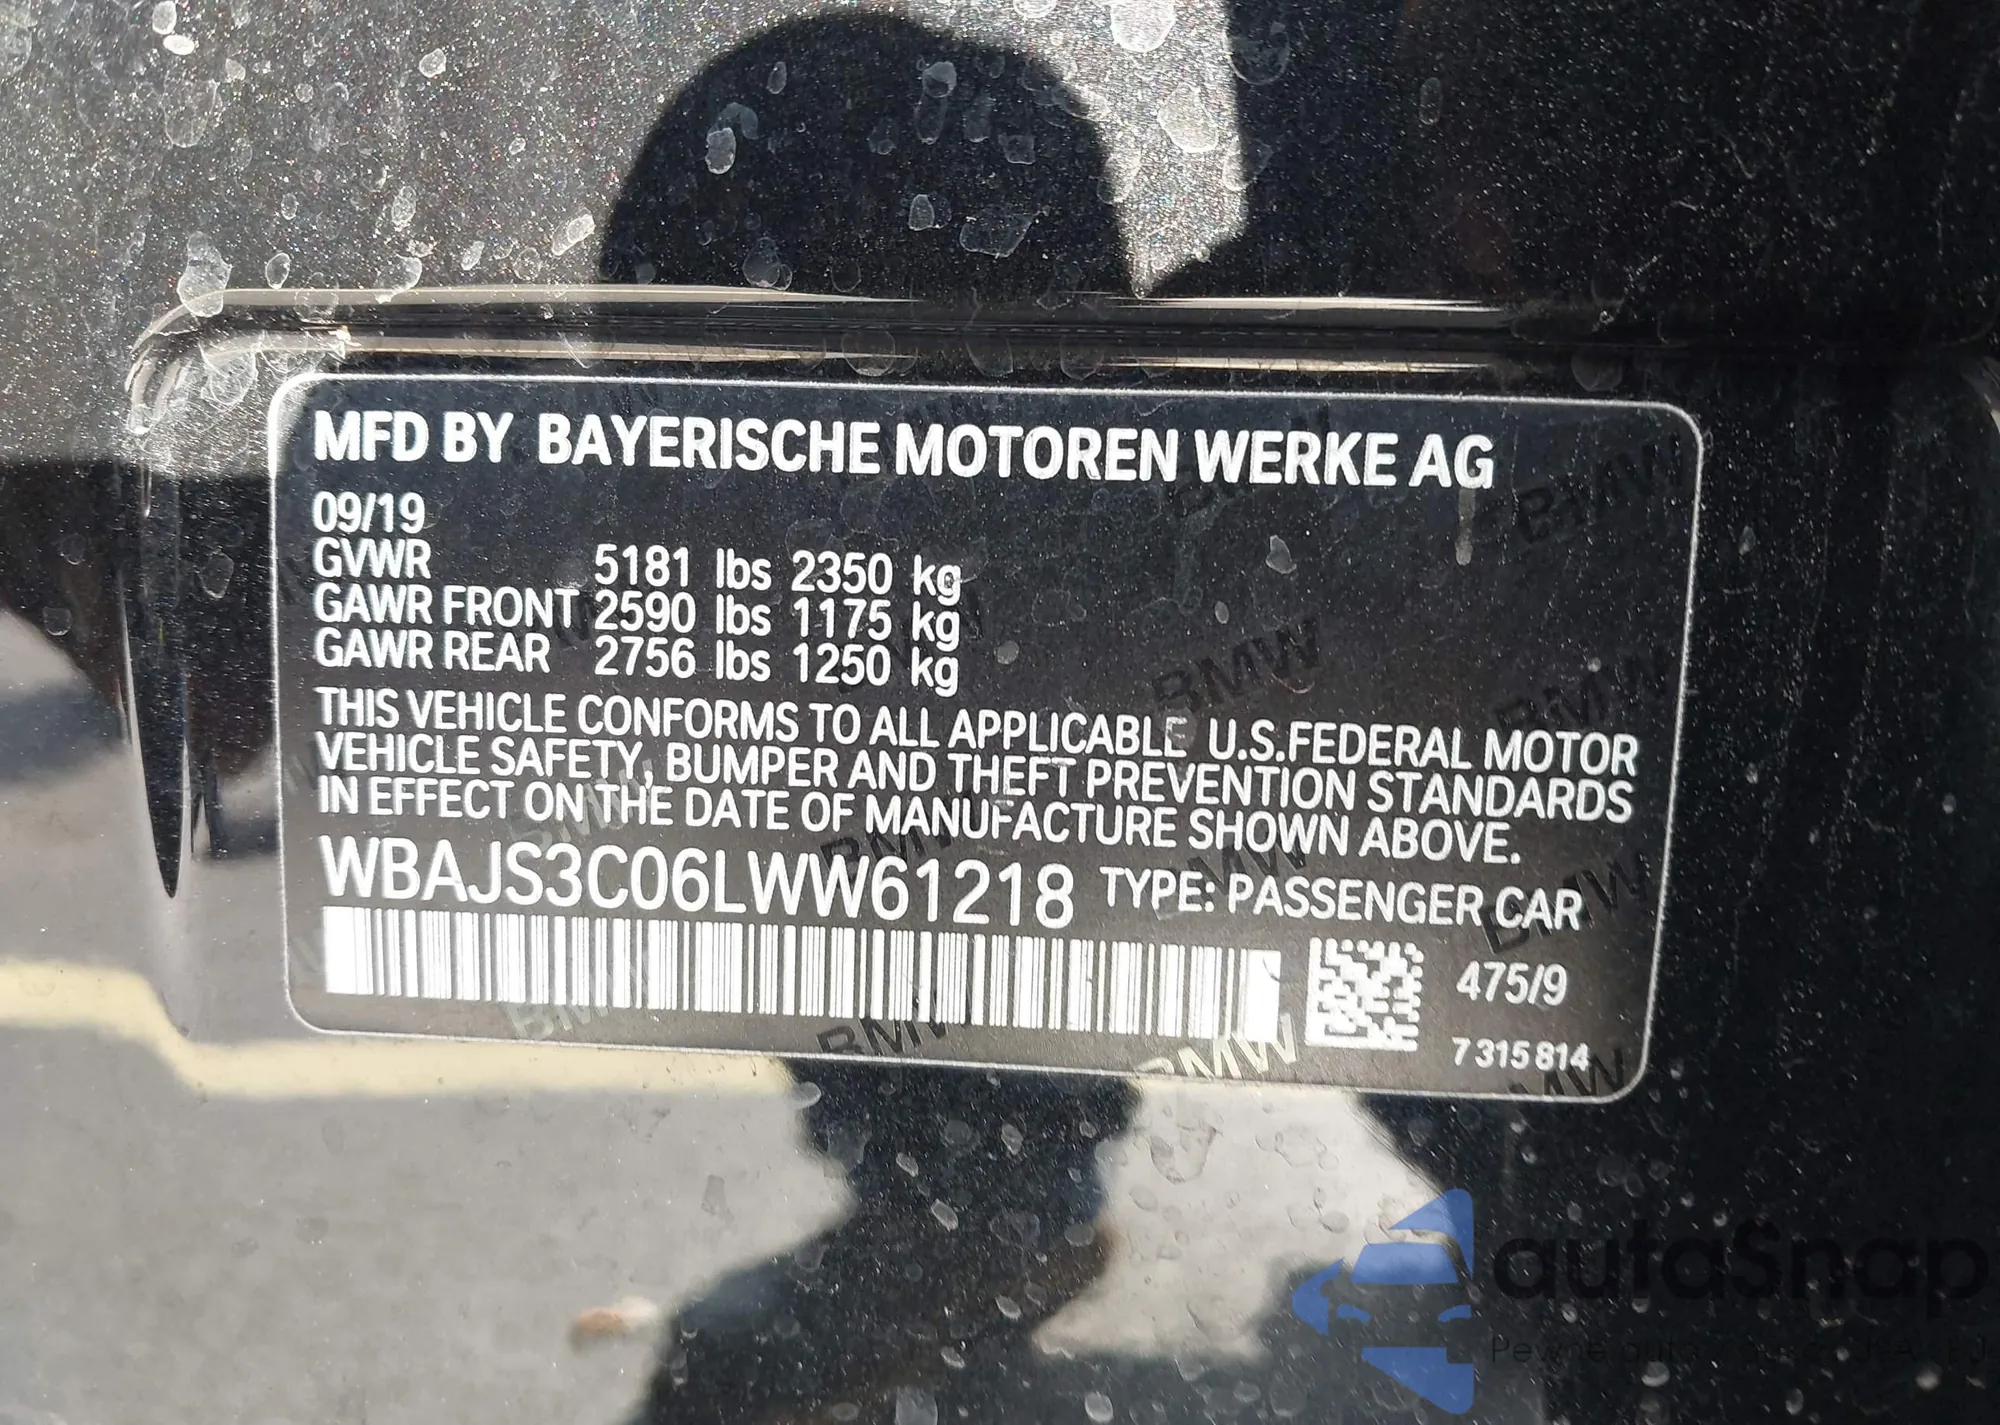 MFD BY BAYERISCHE MOTOREN WERKE AG
09/19
GVWR 5181 lbs 2350 kg
GAWR FRONT 2590 lbs 1175 kg
GAWR REAR 2756 lbs 1250 kg
THIS VEHICLE CONFORMS TO ALL APPLICABLE U.S.FEDERAL MOTOR
VEHICLE SAFETY, BUMPER AND THEFT PREVENTION STANDARDS
IN EFFECT ON THE DATE OF MANUFACTURE SHOWN ABOVE.
WBAJS3C06LWW61218 TYPE: PASSENGER CAR
475/9
7 315 814
autoSnap